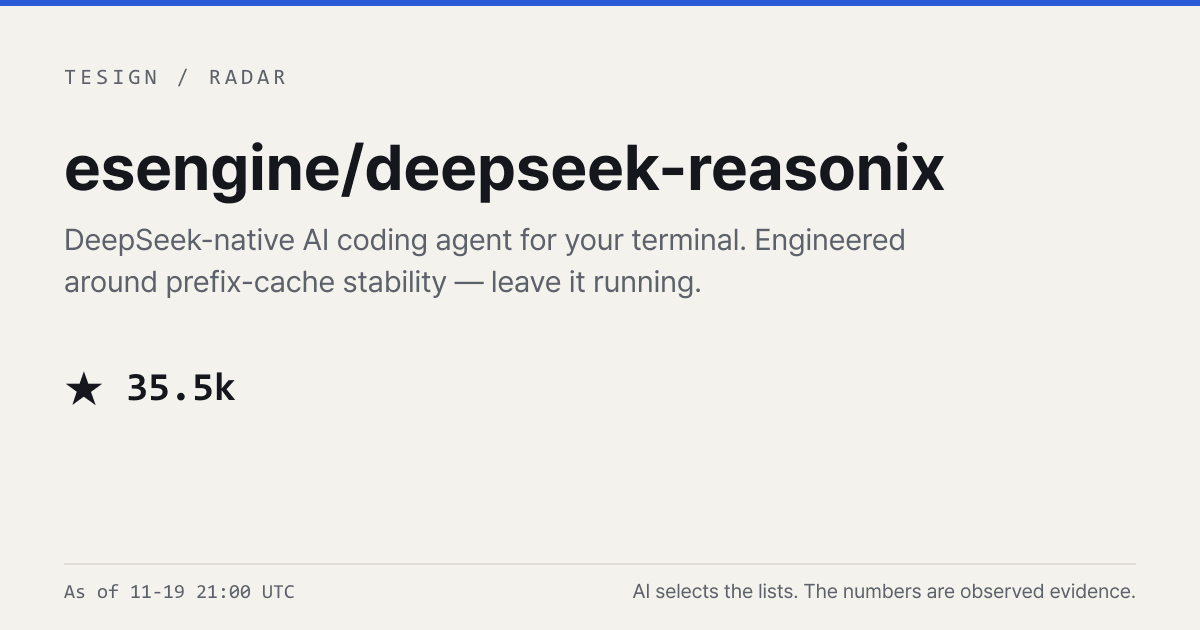 TESIGN / RADAR
esengine/deepseek-reasonix
DeepSeek-native AI coding agent for your terminal. Engineered
around prefix-cache stability — leave it running.
★ 35.5k
As of 11-19 21:00 UTC
AI selects the lists. The numbers are observed evidence.